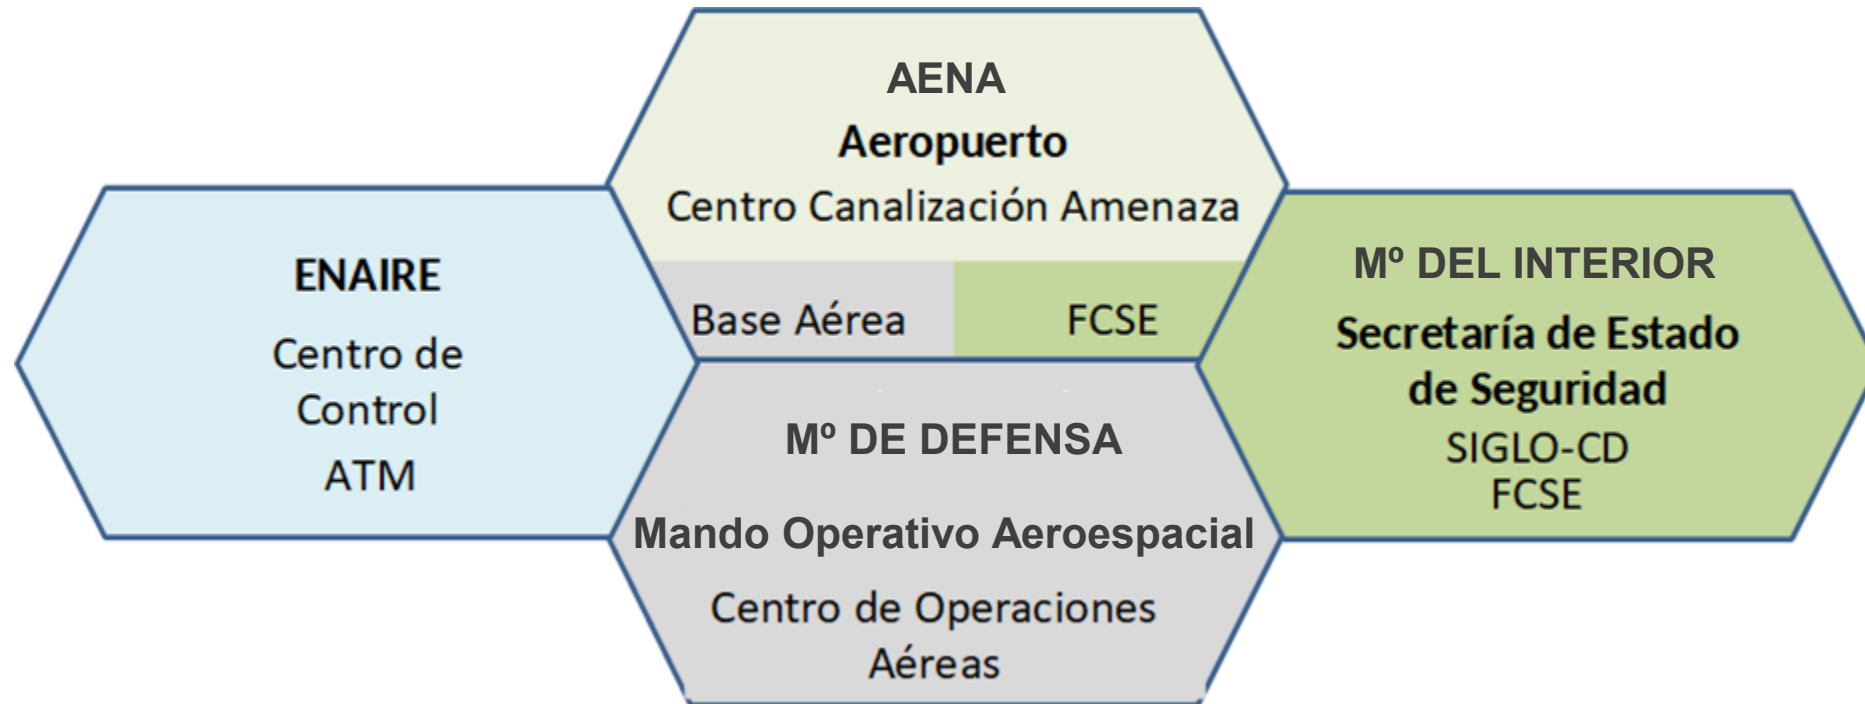 AENA
Aeropuerto
Centro Canalización Amenaza
Base Aérea
FCSE
ENAIRE
Centro de
Control
ATM
Mº DE DEFENSA
Mando Operativo Aeroespacial
Centro de Operaciones
Aéreas
Mº DEL INTERIOR
Secretaría de Estado
de Seguridad
SIGLO-CD
FCSE